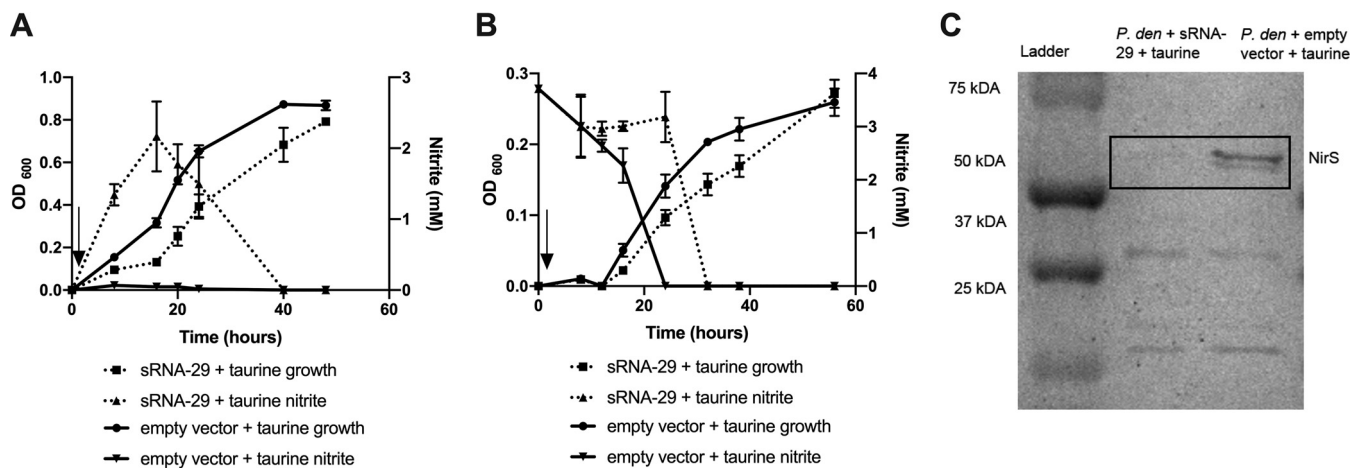 A
OD 600
1.0
0.8
0.6
0.4
0.2
0.0
0
20
40
60
Time (hours)
3
2
1
0
Nitrite (mM)
sRNA-29 + taurine growth
sRNA-29 + taurine nitrite
empty vector + taurine growth
empty vector + taurine nitrite
B
OD 600
0.3
0.2
0.1
0.0
0
20
40
60
Time (hours)
4
3
2
1
0
Nitrite (mM)
sRNA-29 + taurine growth
sRNA-29 + taurine nitrite
empty vector + taurine growth
empty vector + taurine nitrite
C
Ladder
P. den + sRNA-
29 + taurine
P. den + empty
vector + taurine
75 kDA
50 kDA
37 kDA
25 kDA
NirS